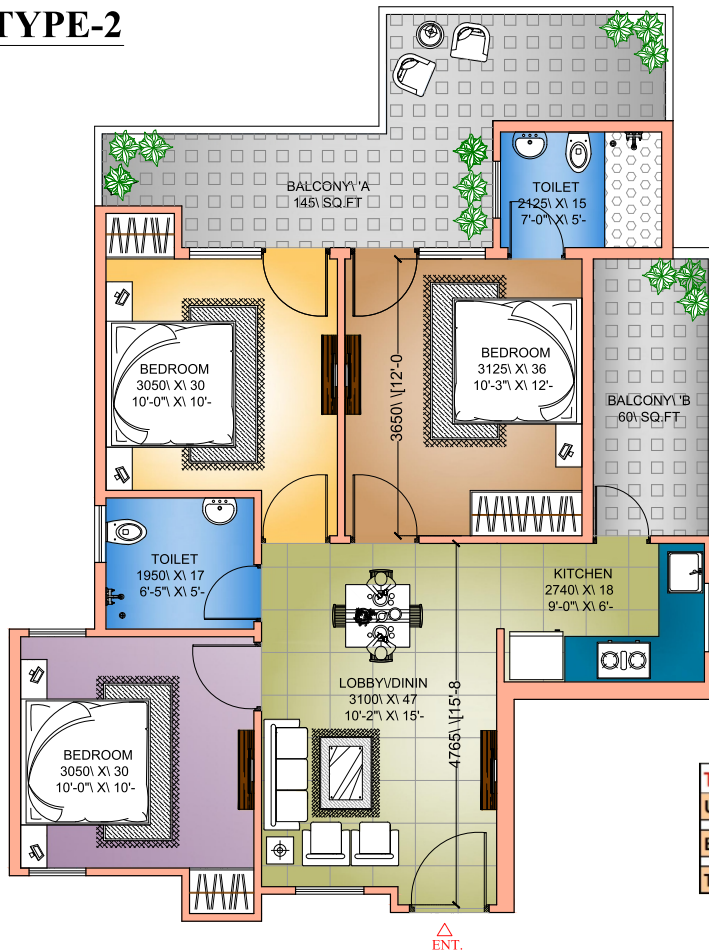 TYPE-2
BALCONY\ 'A
145\ SQ.FT
TOILET
2125\ X\ 15
7'-0"\ X\ 5'-
BEDROOM
3050\ X\ 30
10'-0"\ X\ 10'-
3650\ \[12'-0
BEDROOM
3125\ X\ 36
10'-3"\ X\ 12'-
BALCONY\ 'B
60\ SQ.FT
TOILET
1950\ X\ 17
6'-5"\ X\ 5'-
KITCHEN
2740\ X\ 18
9'-0"\ X\ 6'-
LOBBY\/DININ
3100\ X\ 47
10'-2"\ X\ 15'-
4765\ \[15'-8
BEDROOM
3050\ X\ 30
10'-0"\ X\ 10'-
ENT.